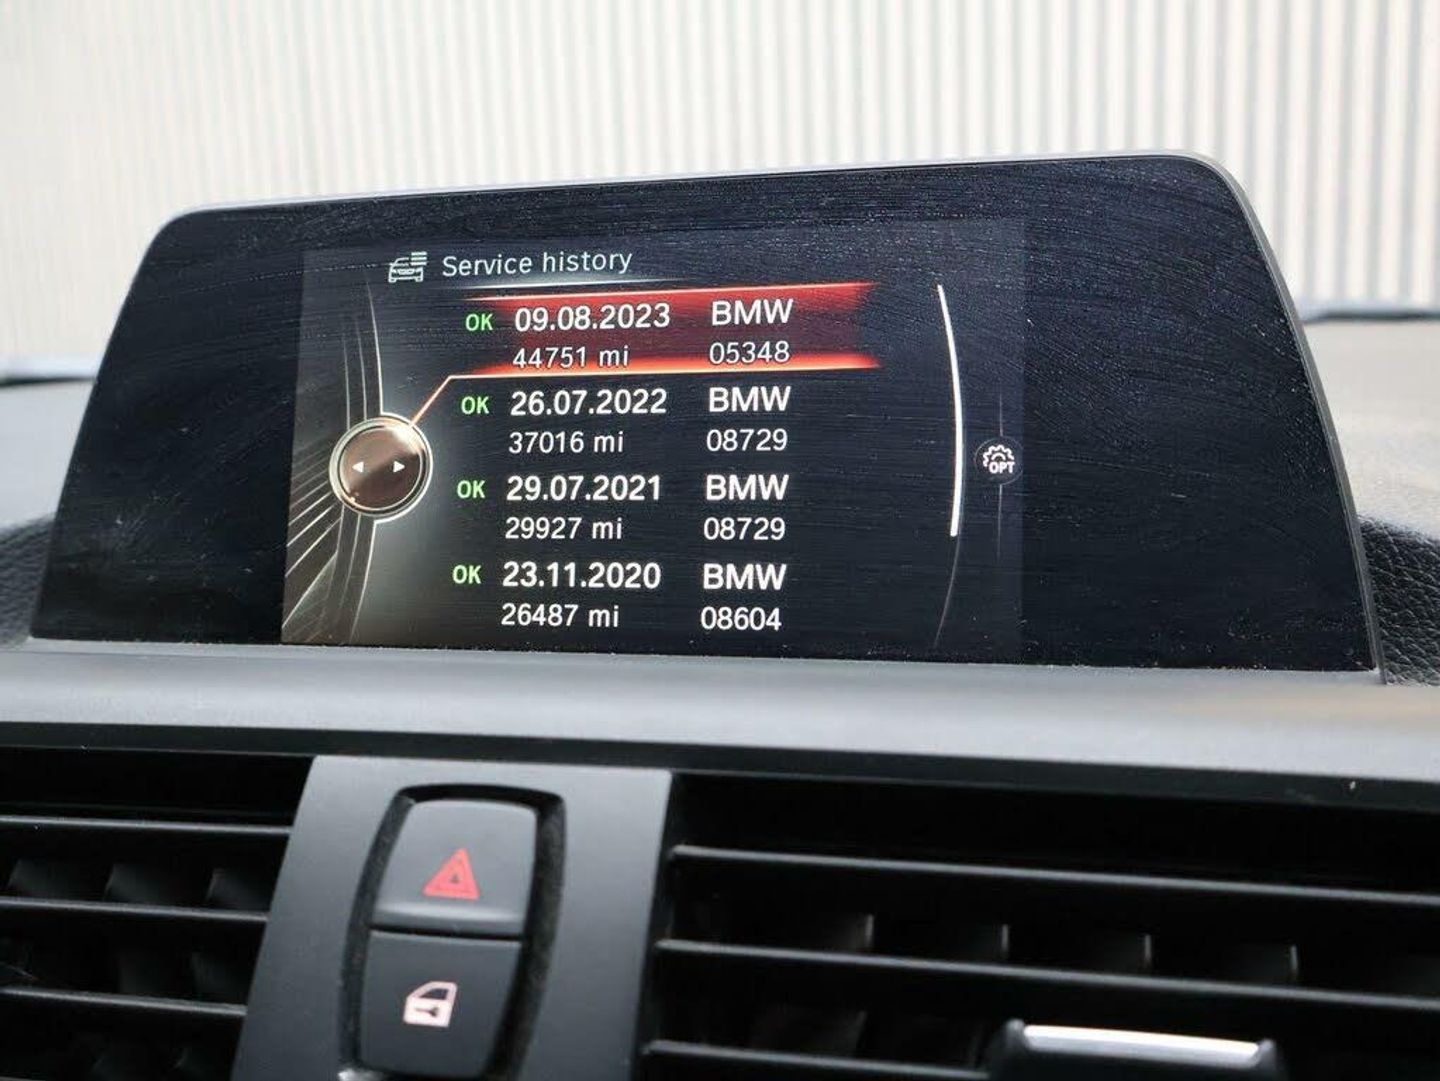 Service history
OK 09.08.2023 BMW
44751 mi 05348
OK 26.07.2022 BMW
37016 mi 08729
OK 29.07.2021 BMW
29927 mi 08729
OK 23.11.2020 BMW
26487 mi 08604
OPT